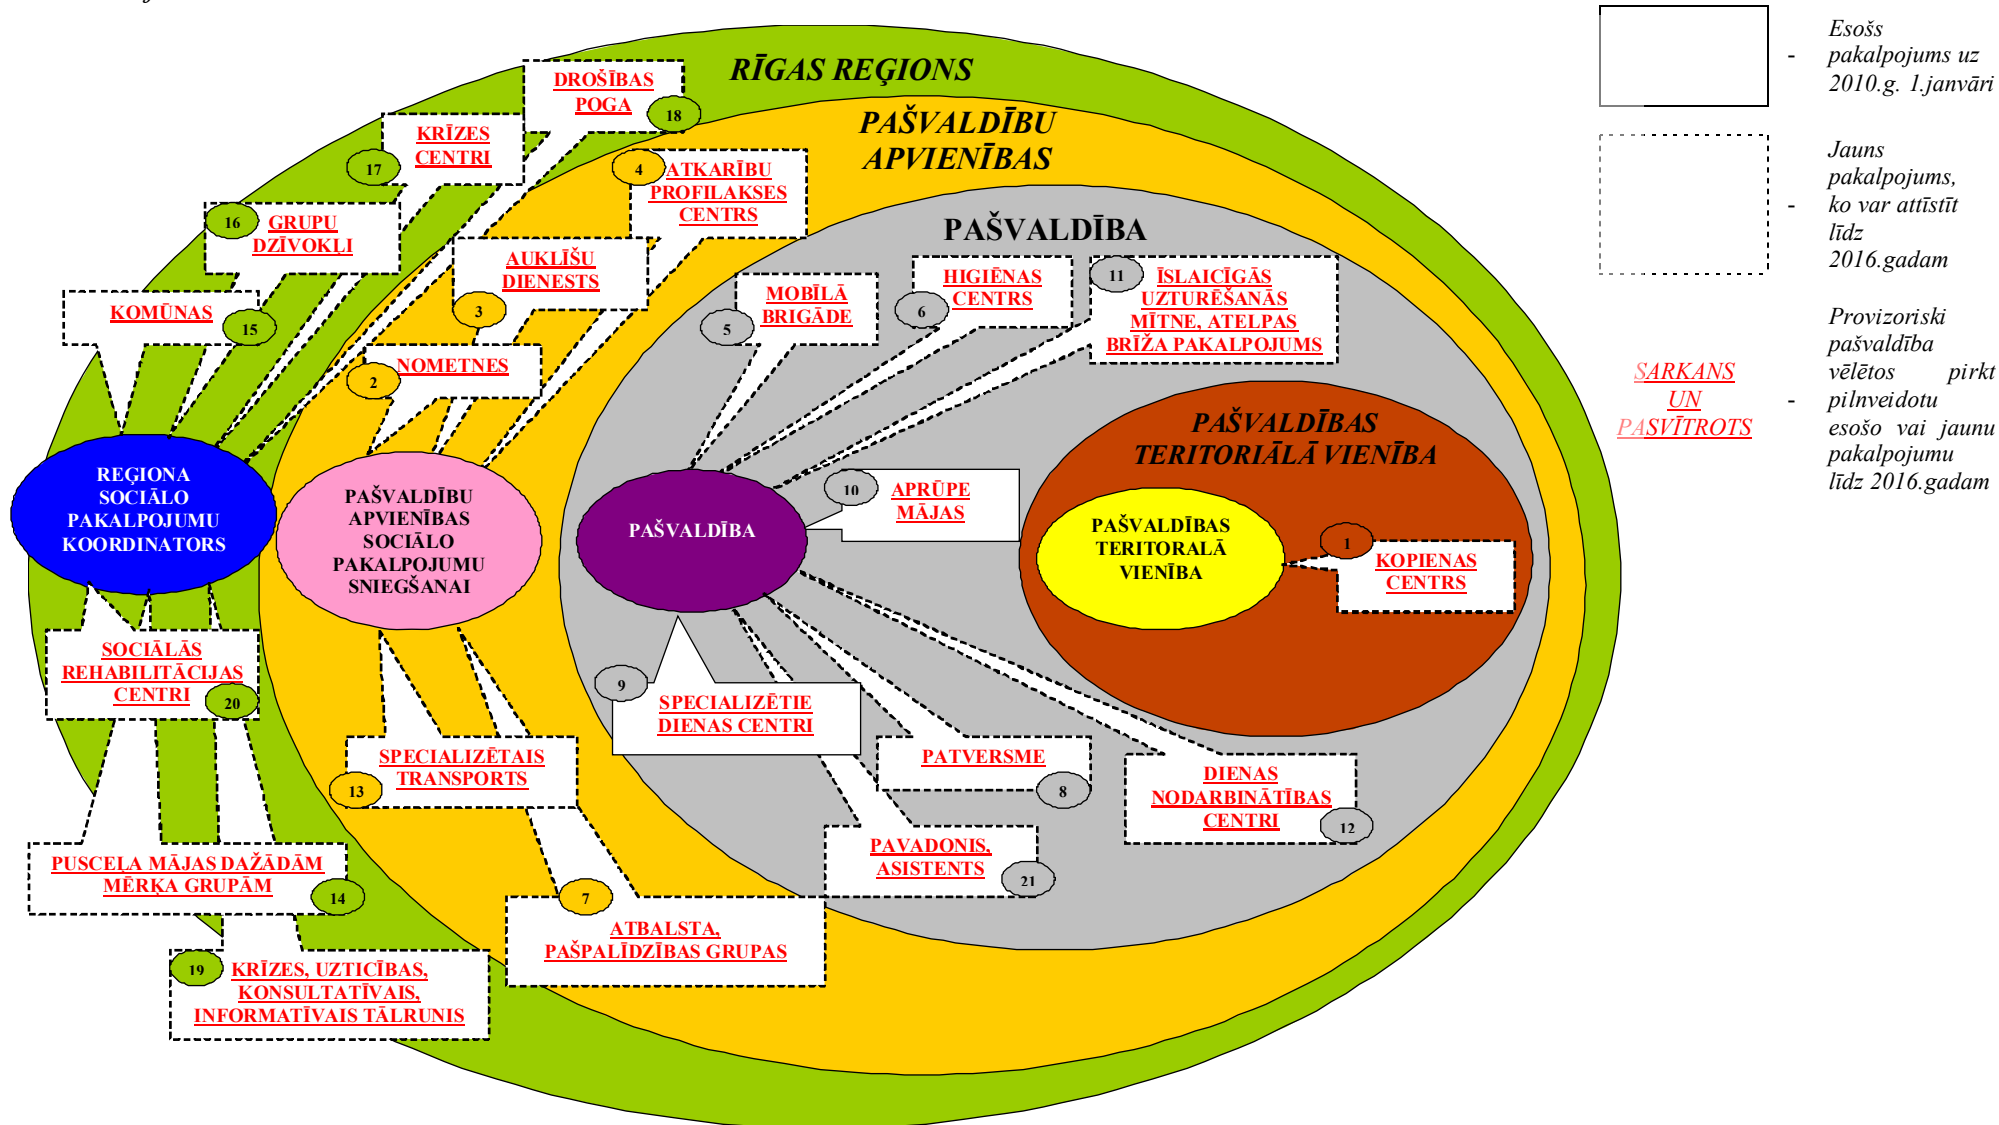 RĪGAS REĢIONS
PAŠVALDĪBU
APVIENĪBAS
PAŠVALDĪBA
PAŠVALDĪBAS
TERITORIĀLĀ VIENĪBA
DROŠĪBAS
POGA
18
KRĪZES
CENTRI
17
4
ATKARĪBU
PROFILAKSES
CENTRS
16
GRUPU
DZĪVOKĻI
AUKLĪŠU
DIENESTS
3
KOMŪNAS
15
NOMETNES
2
MOBĪLĀ
BRIGĀDE
5
HIGIĒNAS
CENTRS
6
11
ĪSLAICĪGĀS
UZTURĒŠANĀS
MĪTNE, ATELPAS
BRĪŽA PAKALPOJUMS
REĢIONA
SOCIĀLO
PAKALPOJUMU
KOORDINATORS
PAŠVALDĪBU
APVIENĪBAS
SOCIĀLO
PAKALPOJUMU
SNIEGŠANAI
PAŠVALDĪBA
10
APRŪPE
MĀJAS
PAŠVALDĪBAS
TERITORALĀ
VIENĪBA
1
KOPIENAS
CENTRS
SOCIĀLĀS
REHABILITĀCIJAS
CENTRI
20
9
SPECIALIZĒTIE
DIENAS CENTRI
SPECIALIZĒTAIS
TRANSPORTS
13
PATVERSME
8
DIENAS
NODARBINĀTĪBAS
CENTRI
12
PAVADONIS,
ASISTENTS
21
PUSCEĻA MĀJAS DAŽĀDĀM
MĒRĶA GRUPĀM
14
7
ATBALSTA,
PAŠPALĪDZĪBAS GRUPAS
19
KRĪZES, UZTICĪBAS,
KONSULTATĪVAIS,
INFORMATĪVAIS TĀLRUNIS
-
Esošs
pakalpojums uz
2010.g. 1.janvāri
-
Jauns
pakalpojums,
ko var attīstīt
līdz
2016.gadam
SARKANS
UN
PASVĪTROTS
-
Provizoriski
pašvaldība
vēlētos pirkt
pilnveidotu
esošo vai jaunu
pakalpojumu
līdz 2016.gadam